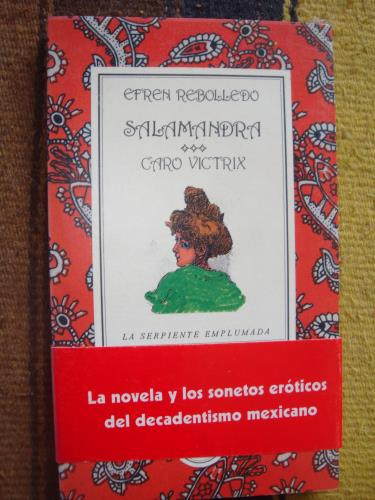 EFREN REBOLLEDO
SALAMANDRA
CARO VICTRIX
LA SERPIENTE EMPLUMADA
La novela y los sonetos eróticos
del decadentismo mexicano